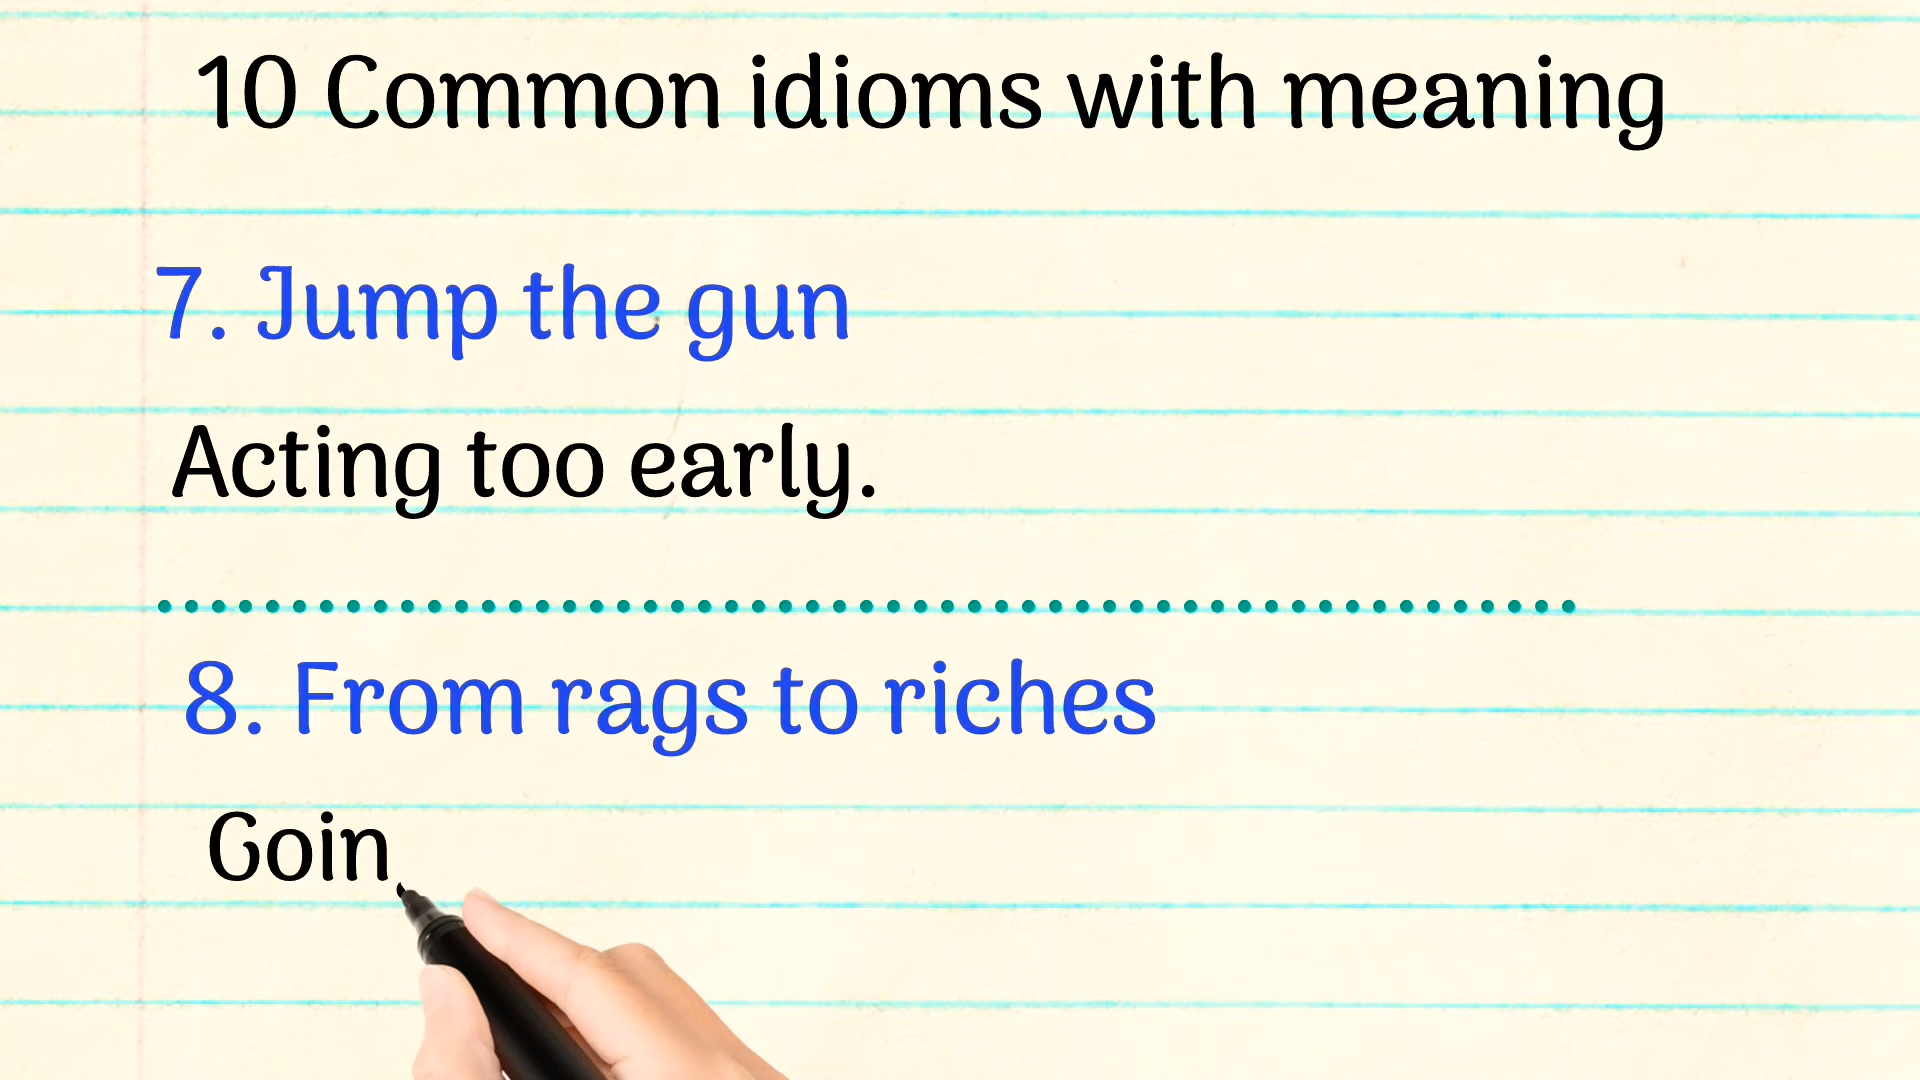 10 Common idioms with meaning
7. Jump the gun
Acting too early.
8. From rags to riches
Goin